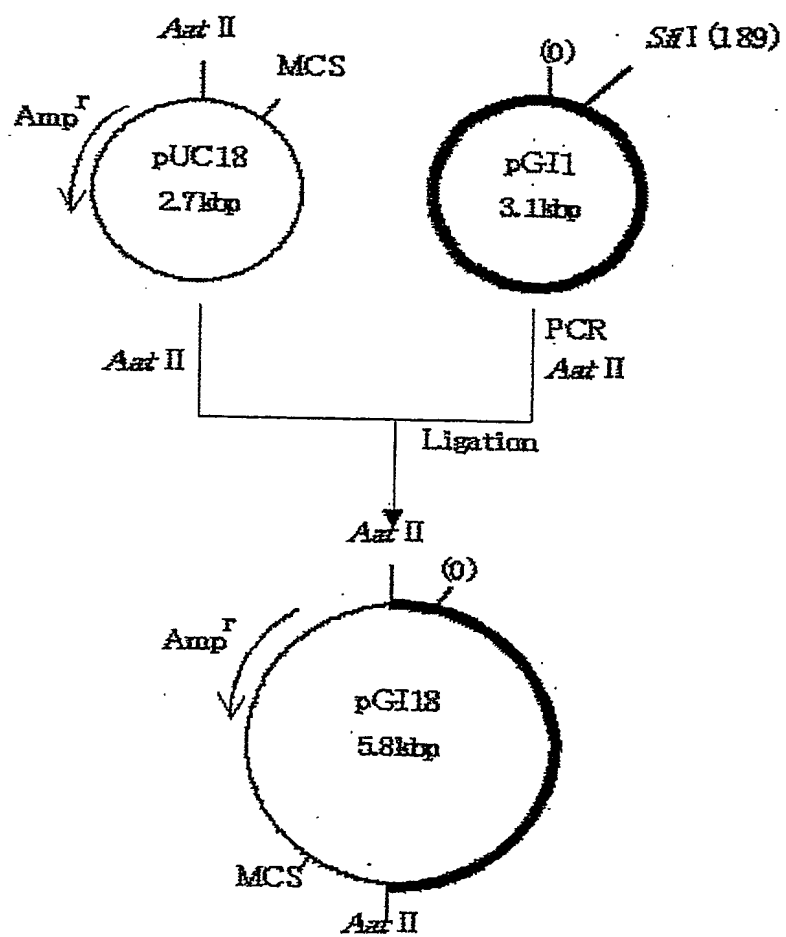 Aat II
MCS
Amp r
pUC18
2.7kbp
(0)
SfiI (189)
pGI1
3.1kbp
Aat II
PCR
Aat II
Ligation
Aat II
(0)
Amp r
pGI18
5.8kbp
MCS
Aat II